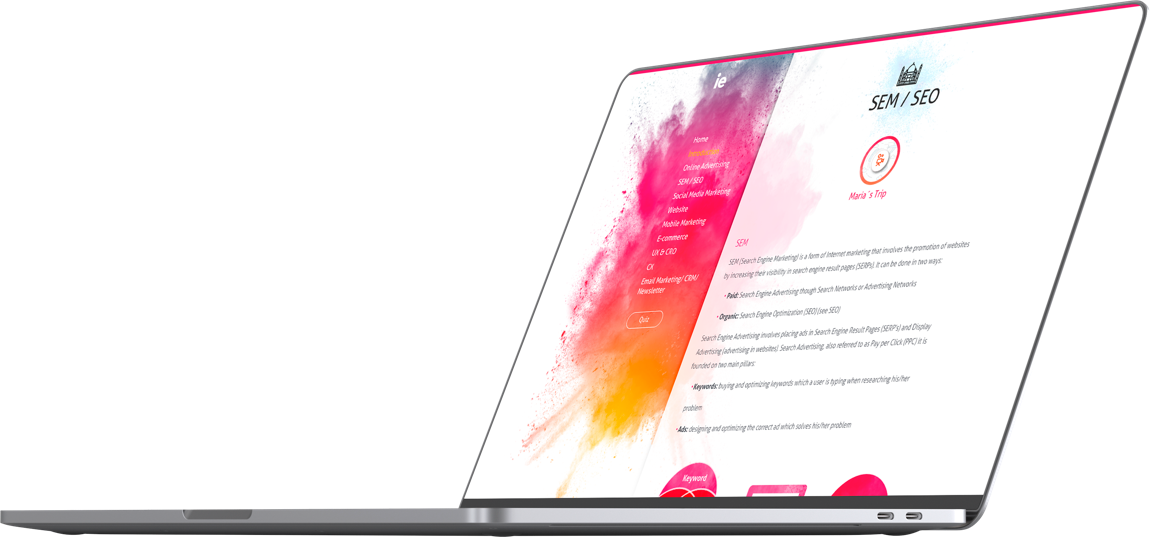 ie
Home
Online Advertising
SEM / SEO
Social Media Marketing
Website
Mobile Marketing
E-commerce
UX & CRO
CX
Email Marketing/ CRM/
Newsletter
Quiz
SEM / SEO
Maria´s Trip
SEM
SEM (Search Engine Marketing) is a form of Internet marketing that involves the promotion of websites
by increasing their visibility in search engine result pages (SERPs). It can be done in two ways:
• Paid: Search Engine Advertising though Search Networks or Advertising Networks
• Organic: Search Engine Optimization (SEO) (see SEO)
Search Engine Advertising involves placing ads in Search Engine Result Pages (SERP's) and Display
Advertising (advertising in websites). Search Advertising, also referred to as Pay per Click (PPC) it is
founded on two main pillars:
• Keywords: buying and optimizing keywords which a user is typing when researching his/her
problem
• Ads: designing and optimizing the correct ad which solves his/her problem
Keyword